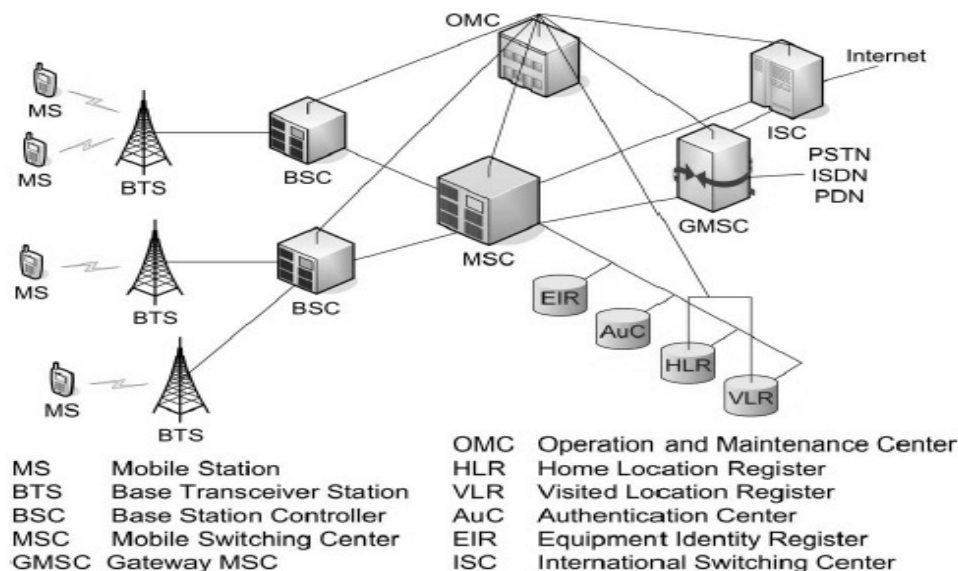 OMC
Internet
MS
ISC
MS
BTS
BSC
PSTN
ISDN
PDN
GMSC
MSC
MS
BTS
BSC
EIR
AuC
HLR
VLR
MS
BTS
OMC Operation and Maintenance Center
MS Mobile Station
HLR Home Location Register
BTS Base Transceiver Station
VLR Visited Location Register
BSC Base Station Controller
AuC Authentication Center
MSC Mobile Switching Center
EIR Equipment Identity Register
GMSC Gateway MSC
ISC International Switching Center